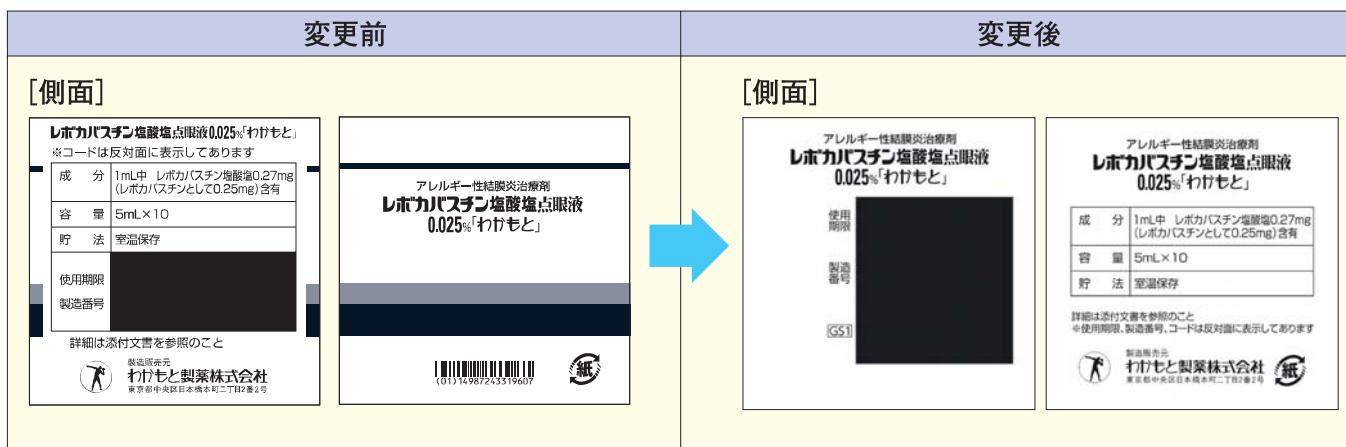 変更前
変更後
[側面]
レボカバスチン塩酸塩点眼液0.025%「わかもと」
※コードは反対面に表示してあります
成 分 1mL中 レボカバスチン塩酸塩0.27mg
(レボカバスチンとして0.25mg)含有
容 量 5mL×10
貯 法 室温保存
使用期限
製造番号
詳細は添付文書を参照のこと
製造販売元
わかもと製薬株式会社
東京都中央区日本橋本町二丁目2番2号
アレルギー性結膜炎治療剤
レボカバスチン塩酸塩点眼液
0.025%「わかもと」
(01)14987243319607
紙
[側面]
アレルギー性結膜炎治療剤
レボカバスチン塩酸塩点眼液
0.025%「わかもと」
使用
期限
製造
番号
GS1
アレルギー性結膜炎治療剤
レボカバスチン塩酸塩点眼液
0.025%「わかもと」
成 分 1mL中 レボカバスチン塩酸塩0.27mg
(レボカバスチンとして0.25mg)含有
容 量 5mL×10
貯 法 室温保存
詳細は添付文書を参照のこと
※使用期限、製造番号、コードは反対面に表示してあります
製造販売元
わかもと製薬株式会社
東京都中央区日本橋本町二丁目2番2号
紙